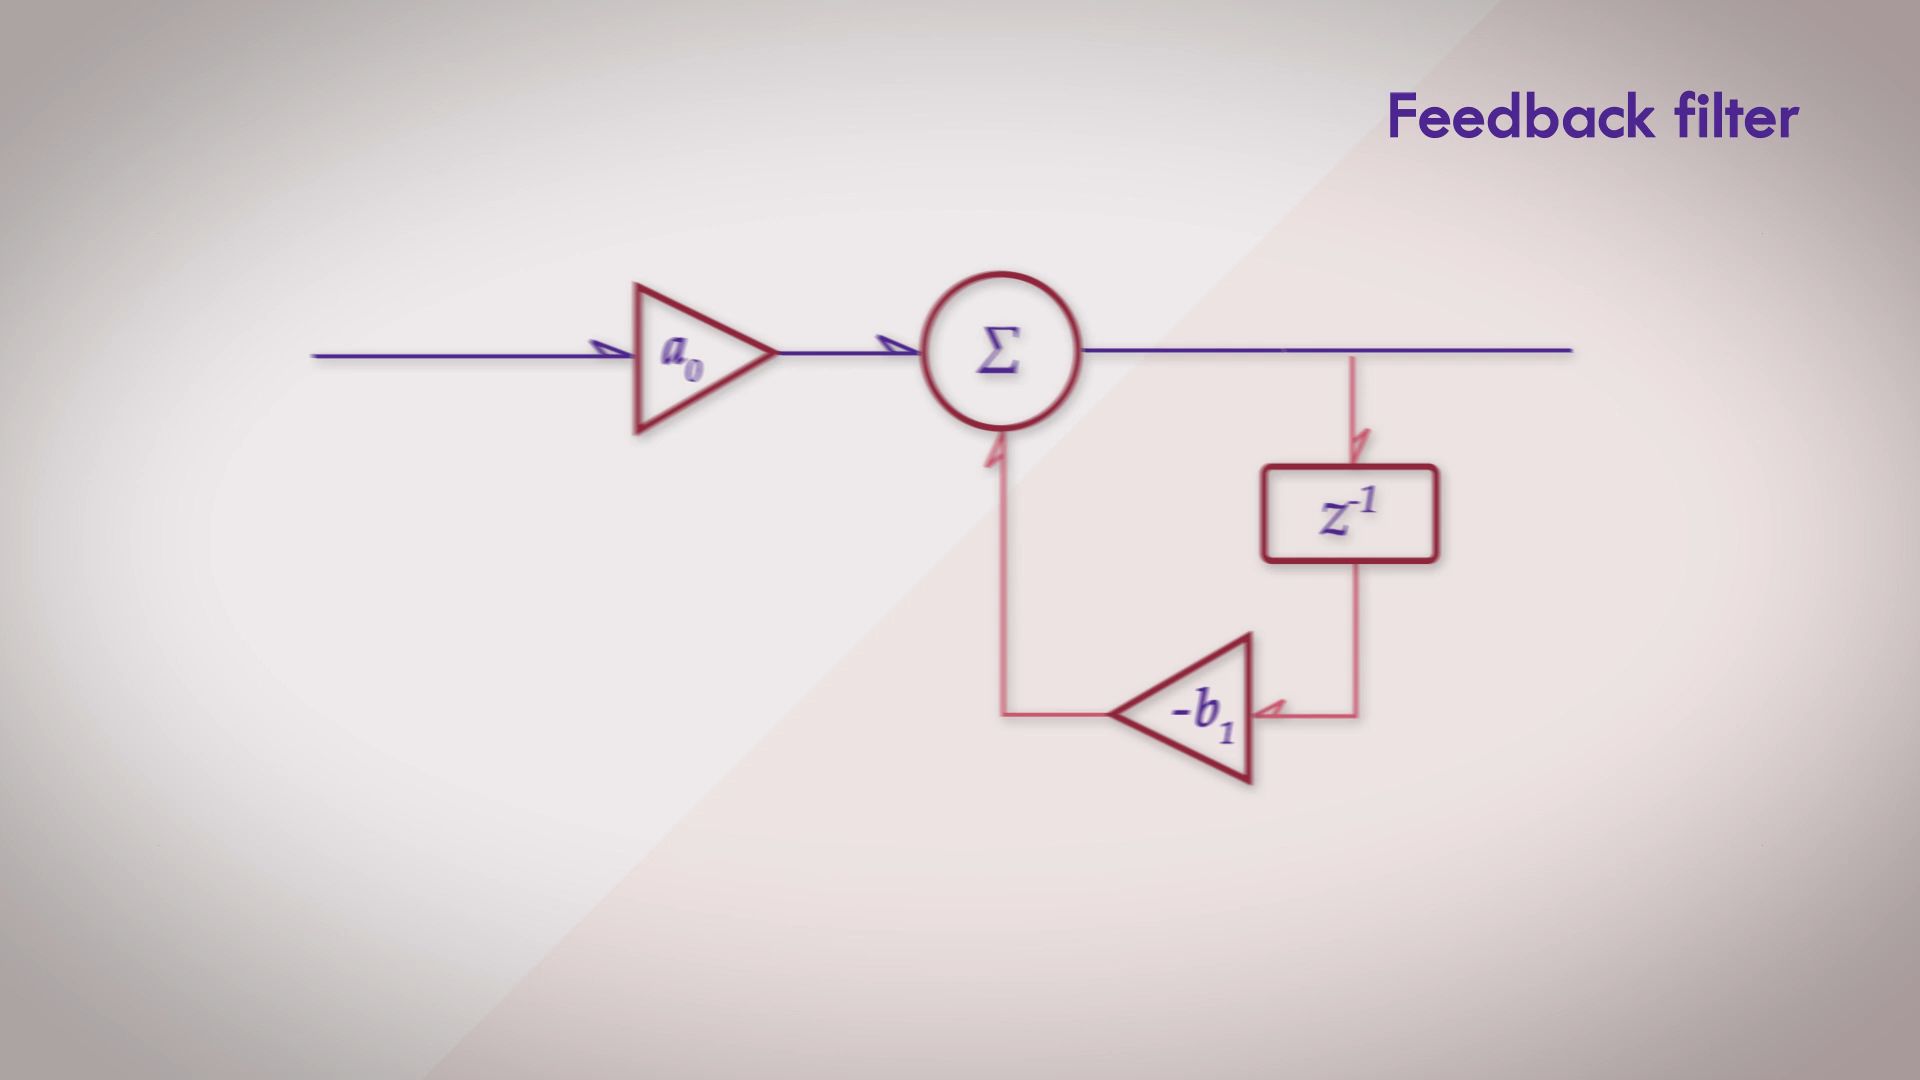 Feedback filter
a₀
Σ
z⁻¹
-b₁